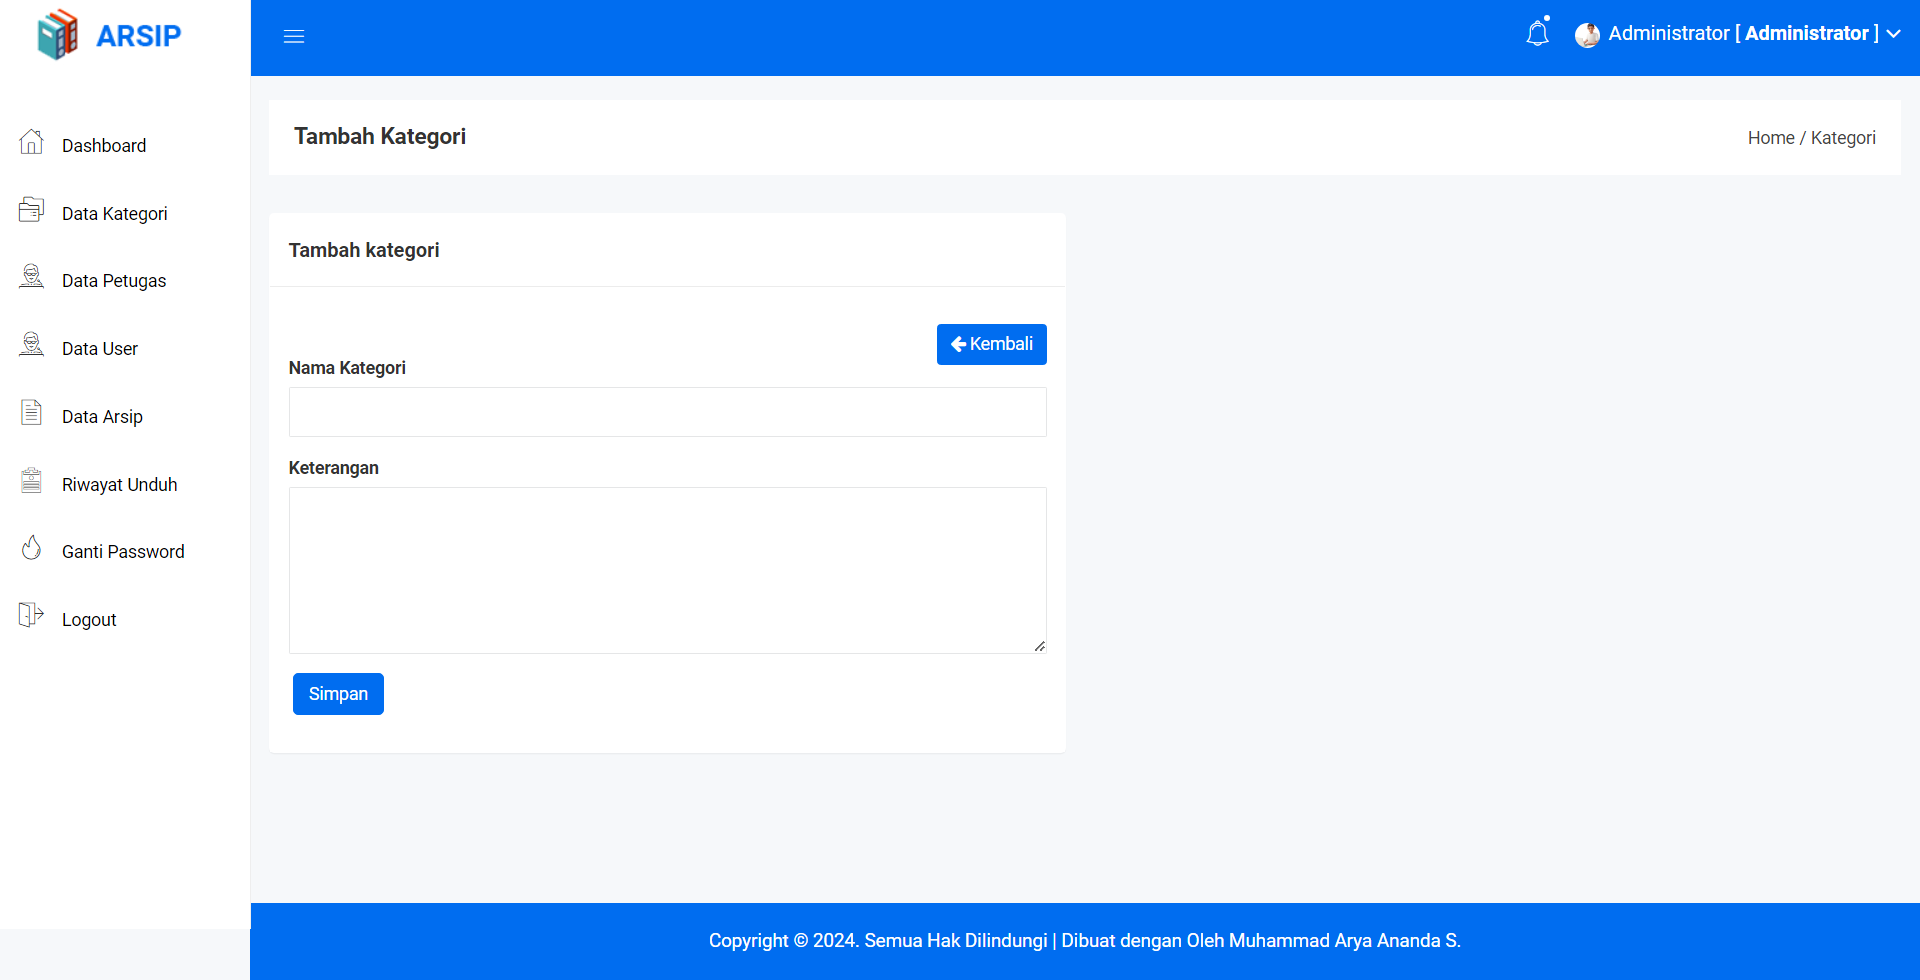 ARSIP
Administrator [ Administrator ]
Dashboard
Data Kategori
Data Petugas
Data User
Data Arsip
Riwayat Unduh
Ganti Password
Logout
Tambah Kategori
Home / Kategori
Tambah kategori
Kembali
Nama Kategori
Keterangan
Simpan
Copyright © 2024. Semua Hak Dilindungi | Dibuat dengan Oleh Muhammad Arya Ananda S.